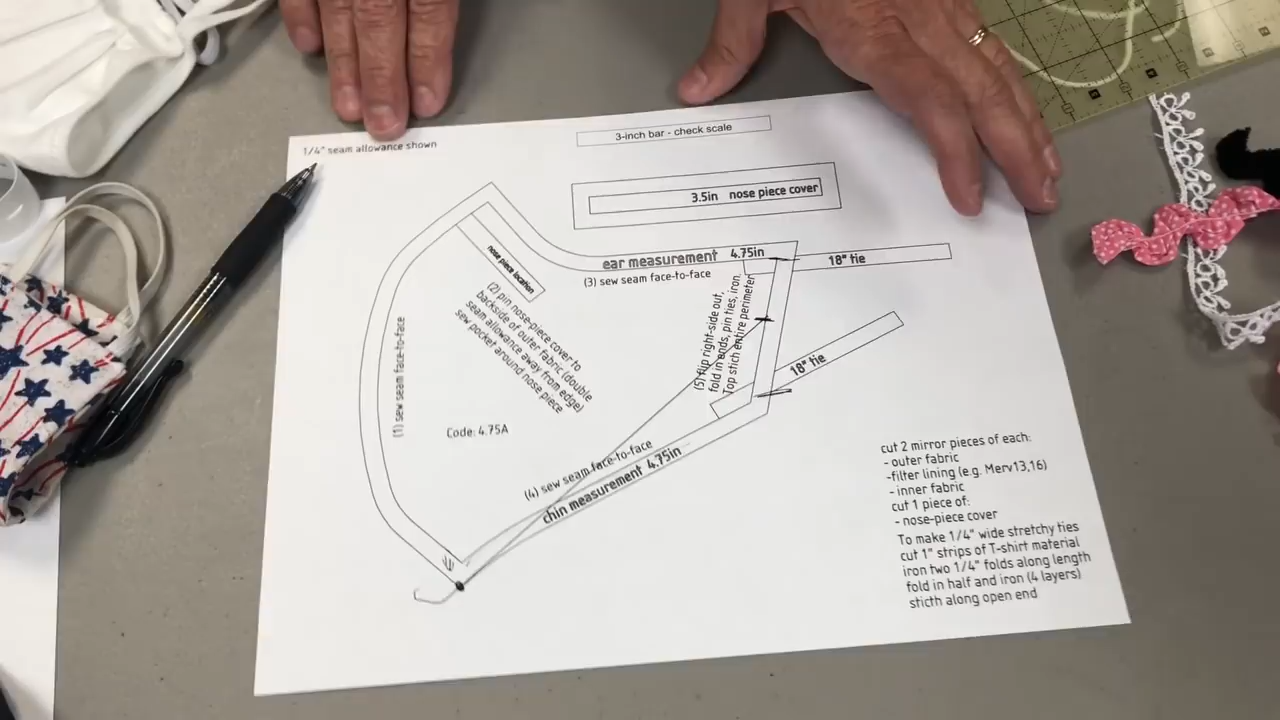 1/4" seam allowance shown
3-inch bar - check scale
3.5in nose piece cover
ear measurement 4.75in
18" tie
(3) sew seam face-to-face
nose piece location
(2) pin nose-piece cover to
backside of outer fabric (double
seam allowance away from edge)
sew pocket around nose piece
(5) flip right-side out,
fold in ends, pin ties, iron,
Top stich entire perimeter
18" tie
(1) sew seam face-to-face
Code: 4.75A
(4) sew seam face-to-face
chin measurement 4.75in
cut 2 mirror pieces of each:
- outer fabric
-filter lining (e.g. Merv13,16)
- inner fabric
cut 1 piece of:
- nose-piece cover
To make 1/4" wide stretchy ties
cut 1" strips of T-shirt material
iron two 1/4" folds along length
fold in half and iron (4 layers)
sticth along open end